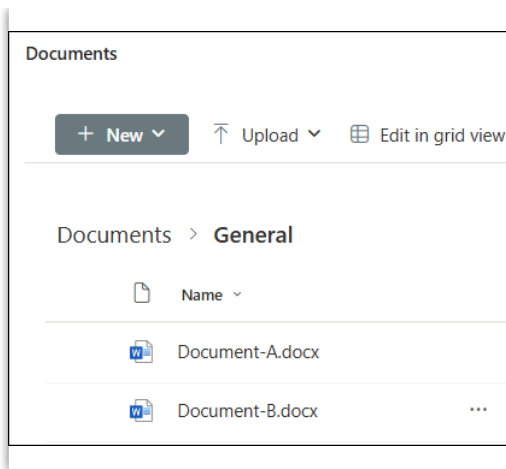 Documents
+ New Upload Edit in grid view
Documents > General
Name
Document-A.docx
Document-B.docx ...